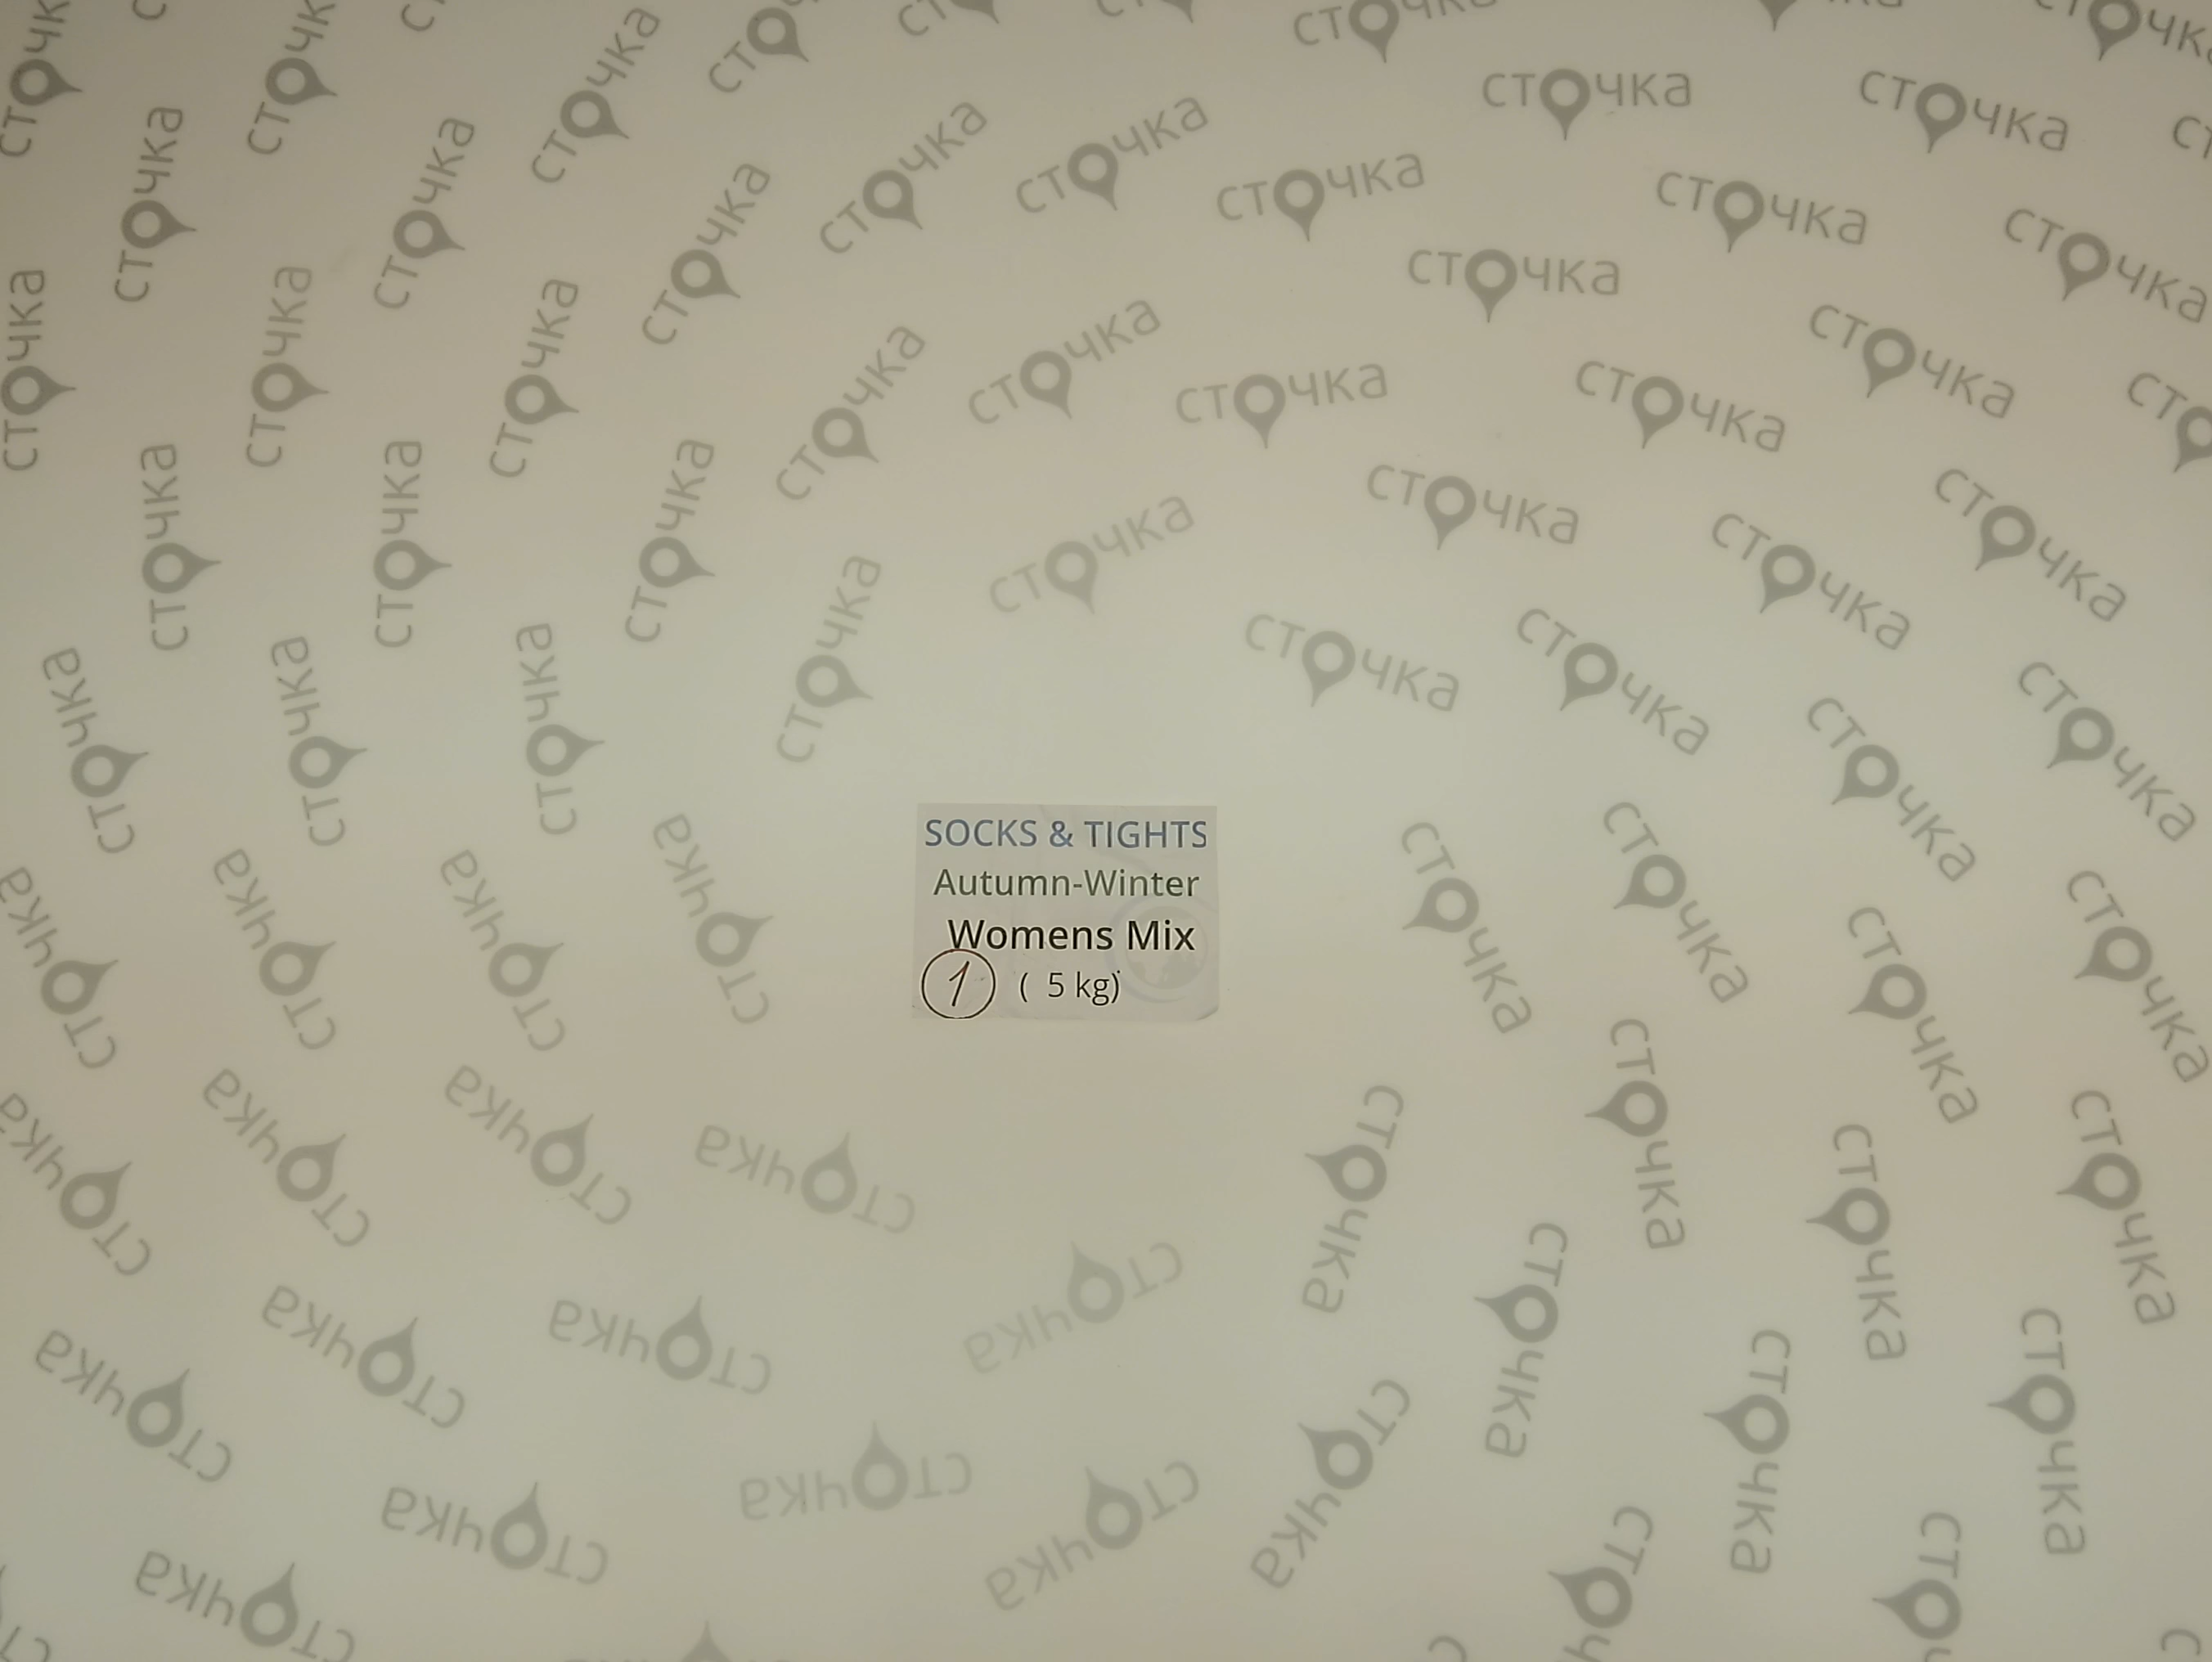 SOCKS & TIGHTS
Autumn-Winter
Womens Mix
1 ( 5 kg)
сточка